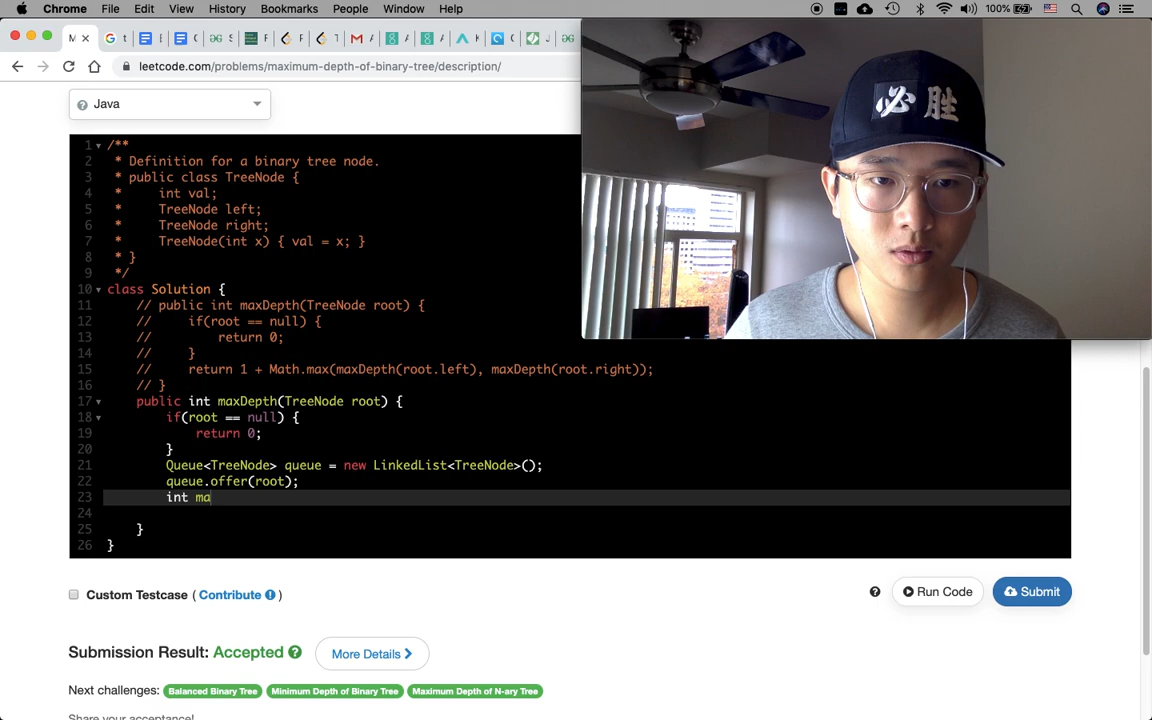 Chrome File Edit View History Bookmarks People Window Help 100%
leetcode.com/problems/maximum-depth-of-binary-tree/description/
必勝
Java
1 /**
2 * Definition for a binary tree node.
3 * public class TreeNode {
4 * int val;
5 * TreeNode left;
6 * TreeNode right;
7 * TreeNode(int x) { val = x; }
8 * }
9 */
10 class Solution {
11 // public int maxDepth(TreeNode root) {
12 // if(root == null) {
13 // return 0;
14 // }
15 // return 1 + Math.max(maxDepth(root.left), maxDepth(root.right));
16 // }
17 public int maxDepth(TreeNode root) {
18 if(root == null) {
19 return 0;
20 }
21 Queue<TreeNode> queue = new LinkedList<TreeNode>();
22 queue.offer(root);
23 int ma
24
25 }
26 }
Custom Testcase ( Contribute )
Run Code Submit
Submission Result: Accepted More Details
Next challenges: Balanced Binary Tree Minimum Depth of Binary Tree Maximum Depth of N-ary Tree
Share your acceptance!